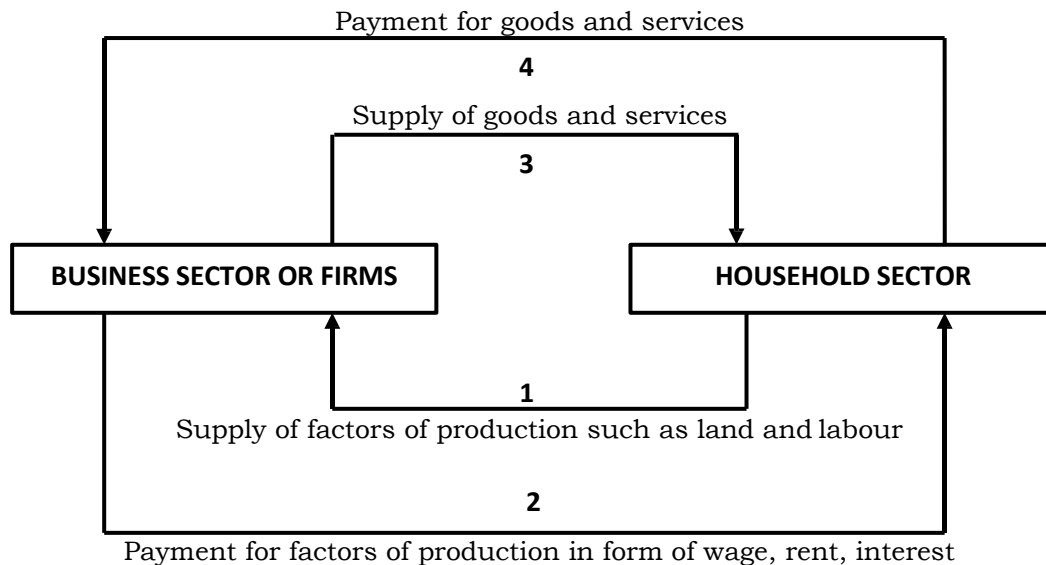 Payment for goods and services
4
Supply of goods and services
3
BUSINESS SECTOR OR FIRMS
HOUSEHOLD SECTOR
1
Supply of factors of production such as land and labour
2
Payment for factors of production in form of wage, rent, interest